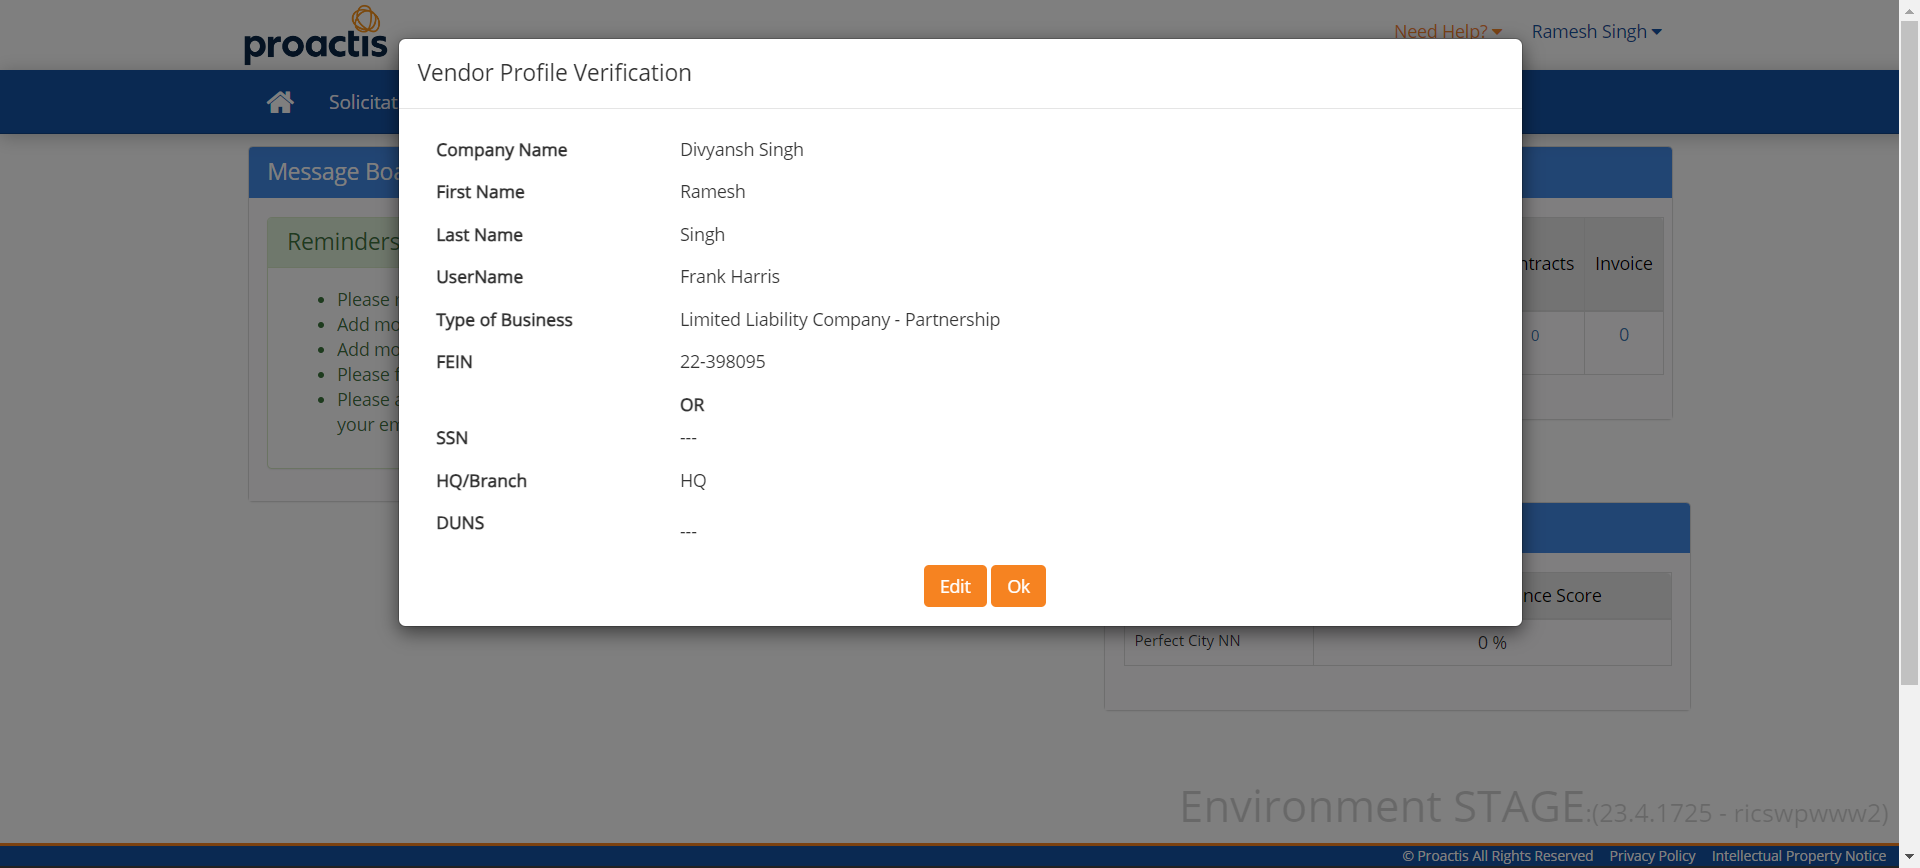 proactis
Need Help?
Ramesh Singh
Solicitat
Vendor Profile Verification
Company Name Divyansh Singh
First Name Ramesh
Last Name Singh
UserName Frank Harris
Type of Business Limited Liability Company - Partnership
FEIN 22-398095
OR
SSN ---
HQ/Branch HQ
DUNS ---
Edit Ok
Message Boa
Reminders
Please
Add mo
Add mo
Please
Please
your em
ntracts Invoice
0 0
nce Score
Perfect City NN 0 %
Environment STAGE:(23.4.1725 - ricswpwww2)
© Proactis All Rights Reserved Privacy Policy Intellectual Property Notice